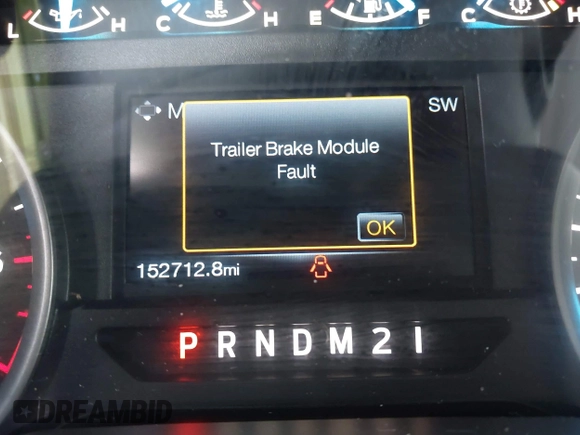 L H C H E F C H
M SW
Trailer Brake Module
Fault
OK
152712.8mi
P R N D M 2 1
DREAMBID